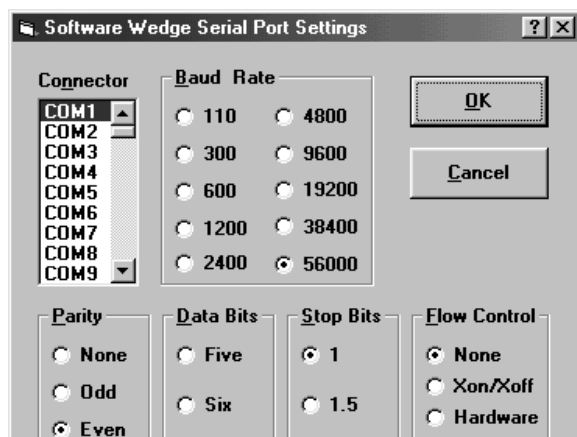 Software Wedge Serial Port Settings
Connector
COM1
COM2
COM3
COM4
COM5
COM6
COM7
COM8
COM9
Baud Rate
110
4800
300
9600
600
19200
1200
38400
2400
56000
OK
Cancel
Parity
None
Odd
Even
Data Bits
Five
Six
Stop Bits
1
1.5
Flow Control
None
Xon/Xoff
Hardware